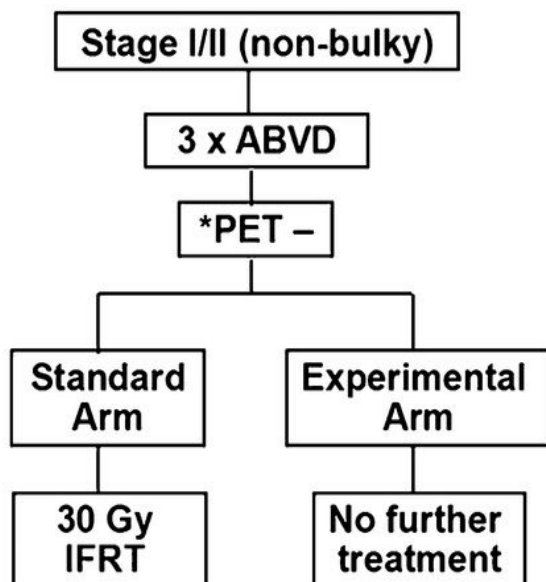 Stage I/II (non-bulky)
3 x ABVD
*PET –
Standard
Arm
Experimental
Arm
30 Gy
IFRT
No further
treatment